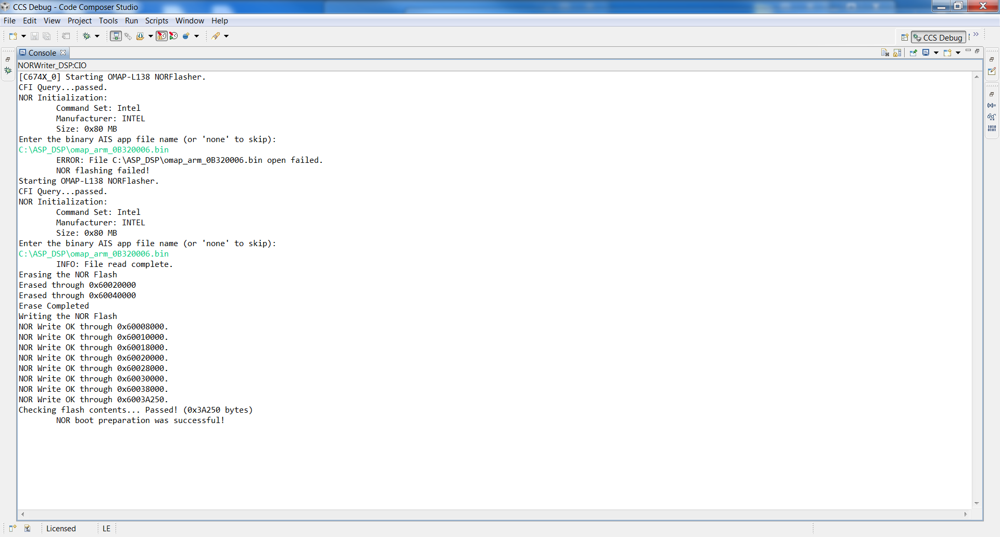 CCS Debug - Code Composer Studio
File Edit View Project Tools Run Scripts Window Help
CCS Debug
Console
NORWriter_DSP:CIO
[C674X_0] Starting OMAP-L138 NORFlasher.
CFI Query...passed.
NOR Initialization:
Command Set: Intel
Manufacturer: INTEL
Size: 0x80 MB
Enter the binary AIS app file name (or 'none' to skip):
C:\ASP_DSP\omap_arm_0B320006.bin
ERROR: File C:\ASP_DSP\omap_arm_0B320006.bin open failed.
NOR flashing failed!
Starting OMAP-L138 NORFlasher.
CFI Query...passed.
NOR Initialization:
Command Set: Intel
Manufacturer: INTEL
Size: 0x80 MB
Enter the binary AIS app file name (or 'none' to skip):
C:\ASP_DSP\omap_arm_0B320006.bin
INFO: File read complete.
Erasing the NOR Flash
Erased through 0x60020000
Erased through 0x60040000
Erase Completed
Writing the NOR Flash
NOR Write OK through 0x60008000.
NOR Write OK through 0x60010000.
NOR Write OK through 0x60018000.
NOR Write OK through 0x60020000.
NOR Write OK through 0x60028000.
NOR Write OK through 0x60030000.
NOR Write OK through 0x60038000.
NOR Write OK through 0x6003A250.
Checking flash contents... Passed! (0x3A250 bytes)
NOR boot preparation was successful!
Licensed LE